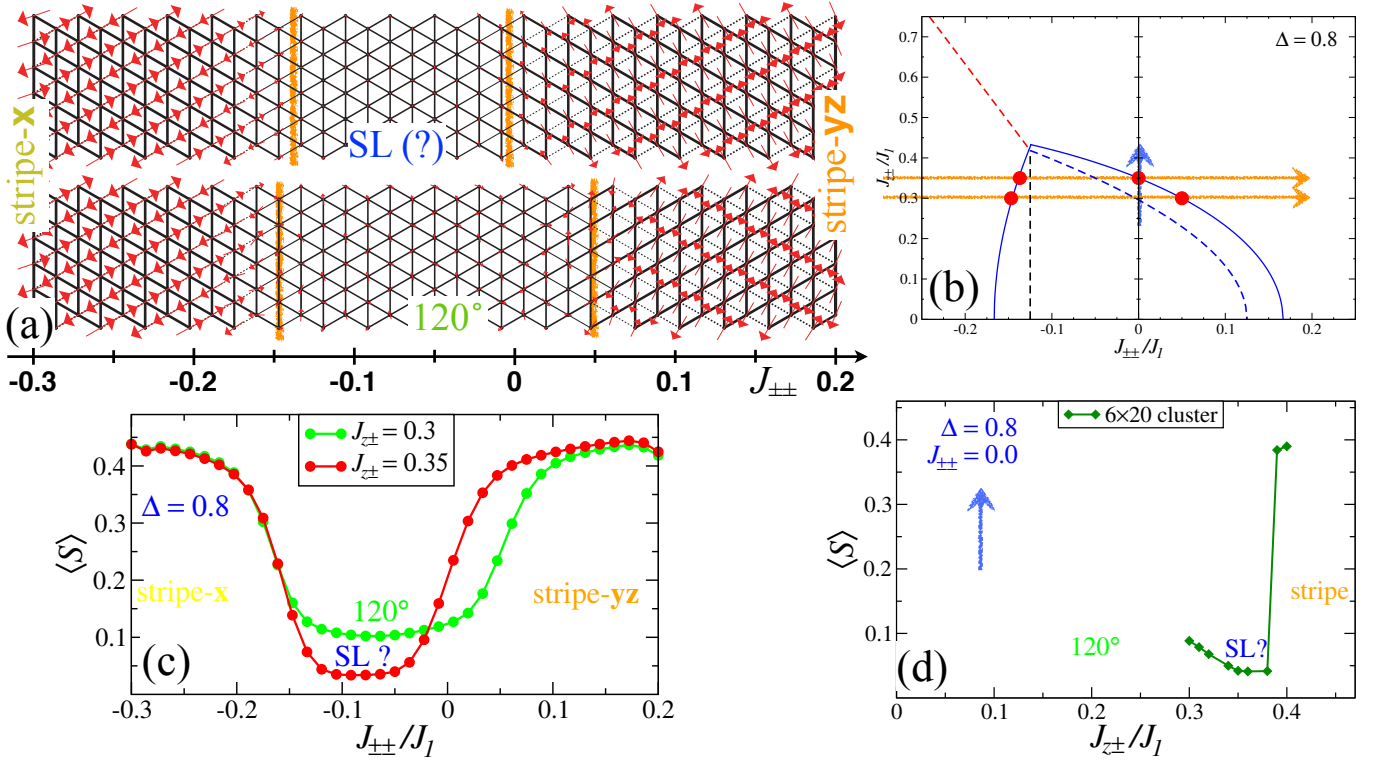 stripe-x
SL (?)
120°
stripe-yz
(a)
-0.3
-0.2
-0.1
0
0.1
J±±
0.2
Δ = 0.8
J±±/J1
0.7
0.6
0.5
0.4
0.3
0.2
0.1
0
-0.2
-0.1
0
0.1
0.2
J±±/J1
(b)
J z± = 0.3
J z± = 0.35
Δ = 0.8
⟨S⟩
0.4
0.3
0.2
0.1
stripe-x
120°
SL ?
stripe-yz
(c)
-0.3
-0.2
-0.1
0
0.1
0.2
J±±/J1
6×20 cluster
Δ = 0.8
J±± = 0.0
⟨S⟩
0.4
0.3
0.2
0.1
120°
SL?
stripe
(d)
0
0.1
0.2
0.3
0.4
J z±/J1